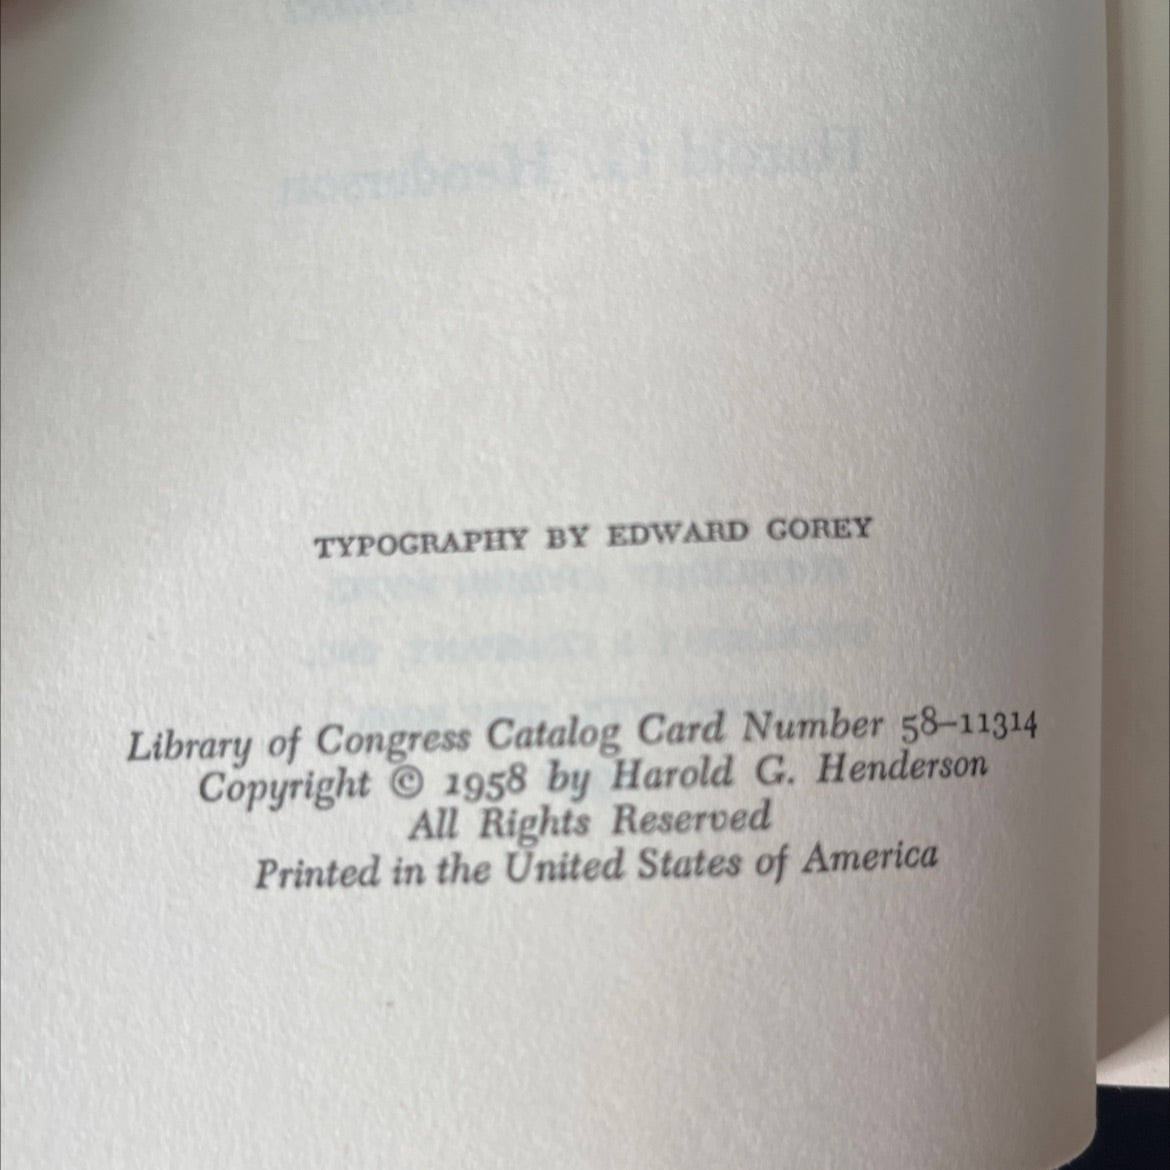 TYPOGRAPHY BY EDWARD GOREY
Library of Congress Catalog Card Number 58–11314
Copyright © 1958 by Harold G. Henderson
All Rights Reserved
Printed in the United States of America